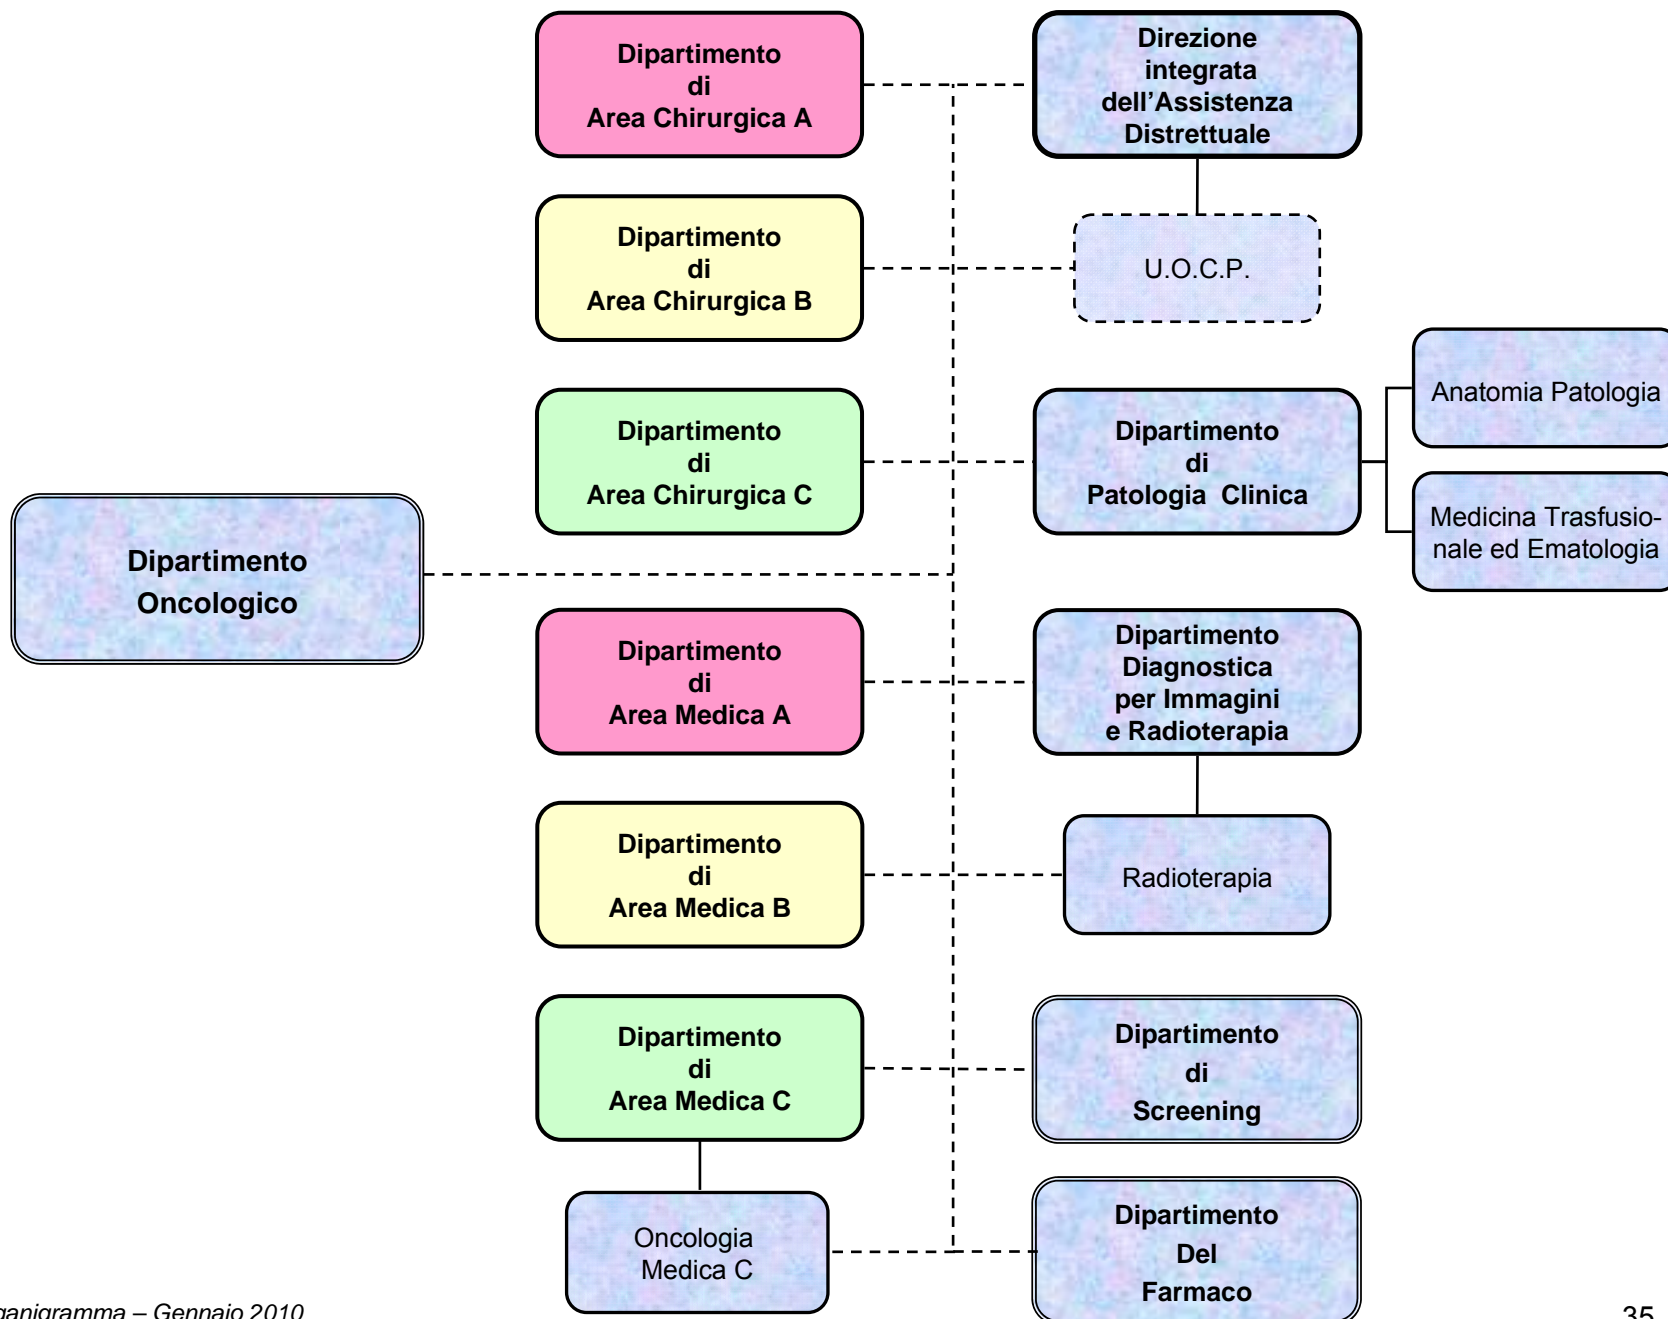 Dipartimento
di
Area Chirurgica A
Direzione
integrata
dell'Assistenza
Distrettuale
Dipartimento
di
Area Chirurgica B
U.O.C.P.
Dipartimento
di
Area Chirurgica C
Dipartimento
di
Patologia Clinica
Anatomia Patologia
Medicina Trasfusio-
nale ed Ematologia
Dipartimento
Oncologico
Dipartimento
di
Area Medica A
Dipartimento
Diagnostica
per Immagini
e Radioterapia
Dipartimento
di
Area Medica B
Radioterapia
Dipartimento
di
Area Medica C
Dipartimento
di
Screening
Oncologia
Medica C
Dipartimento
Del
Farmaco
ganigramma – Gennaio 2010
35